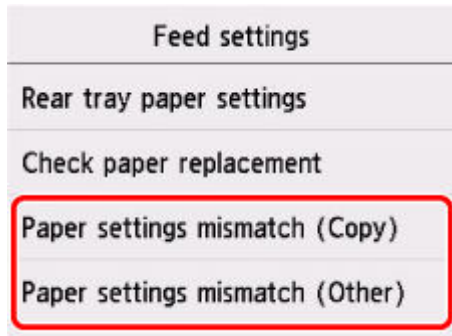 Feed settings
Rear tray paper settings
Check paper replacement
Paper settings mismatch (Copy)
Paper settings mismatch (Other)